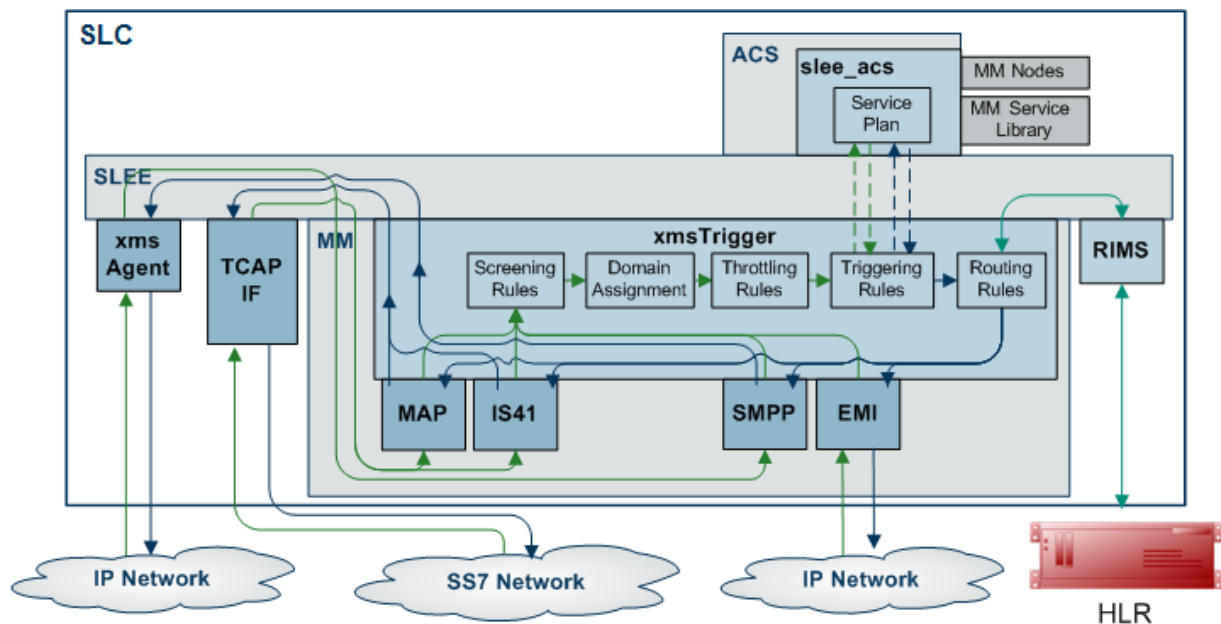 SLC
ACS
slee_acs
MM Nodes
Service
Plan
MM Service
Library
SLEE
xms
Agent
TCAP
IF
MM
xmsTrigger
Screening
Rules
Domain
Assignment
Throttling
Rules
Triggering
Rules
Routing
Rules
RIMS
MAP
IS41
SMPP
EMI
IP Network
SS7 Network
IP Network
HLR